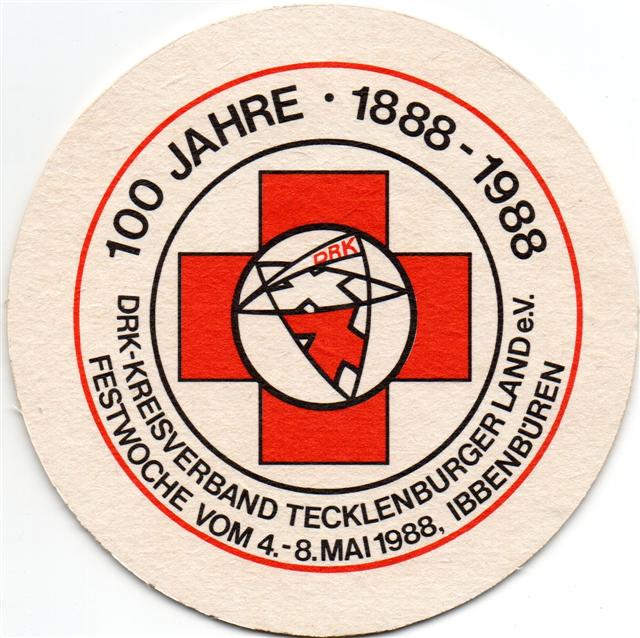 100 JAHRE · 1888-1988
DRK
DRK-KREISVERBAND TECKLENBURGER LAND e.V.
FESTWOCHE VOM 4.-8. MAI 1988, IBBENBÜREN